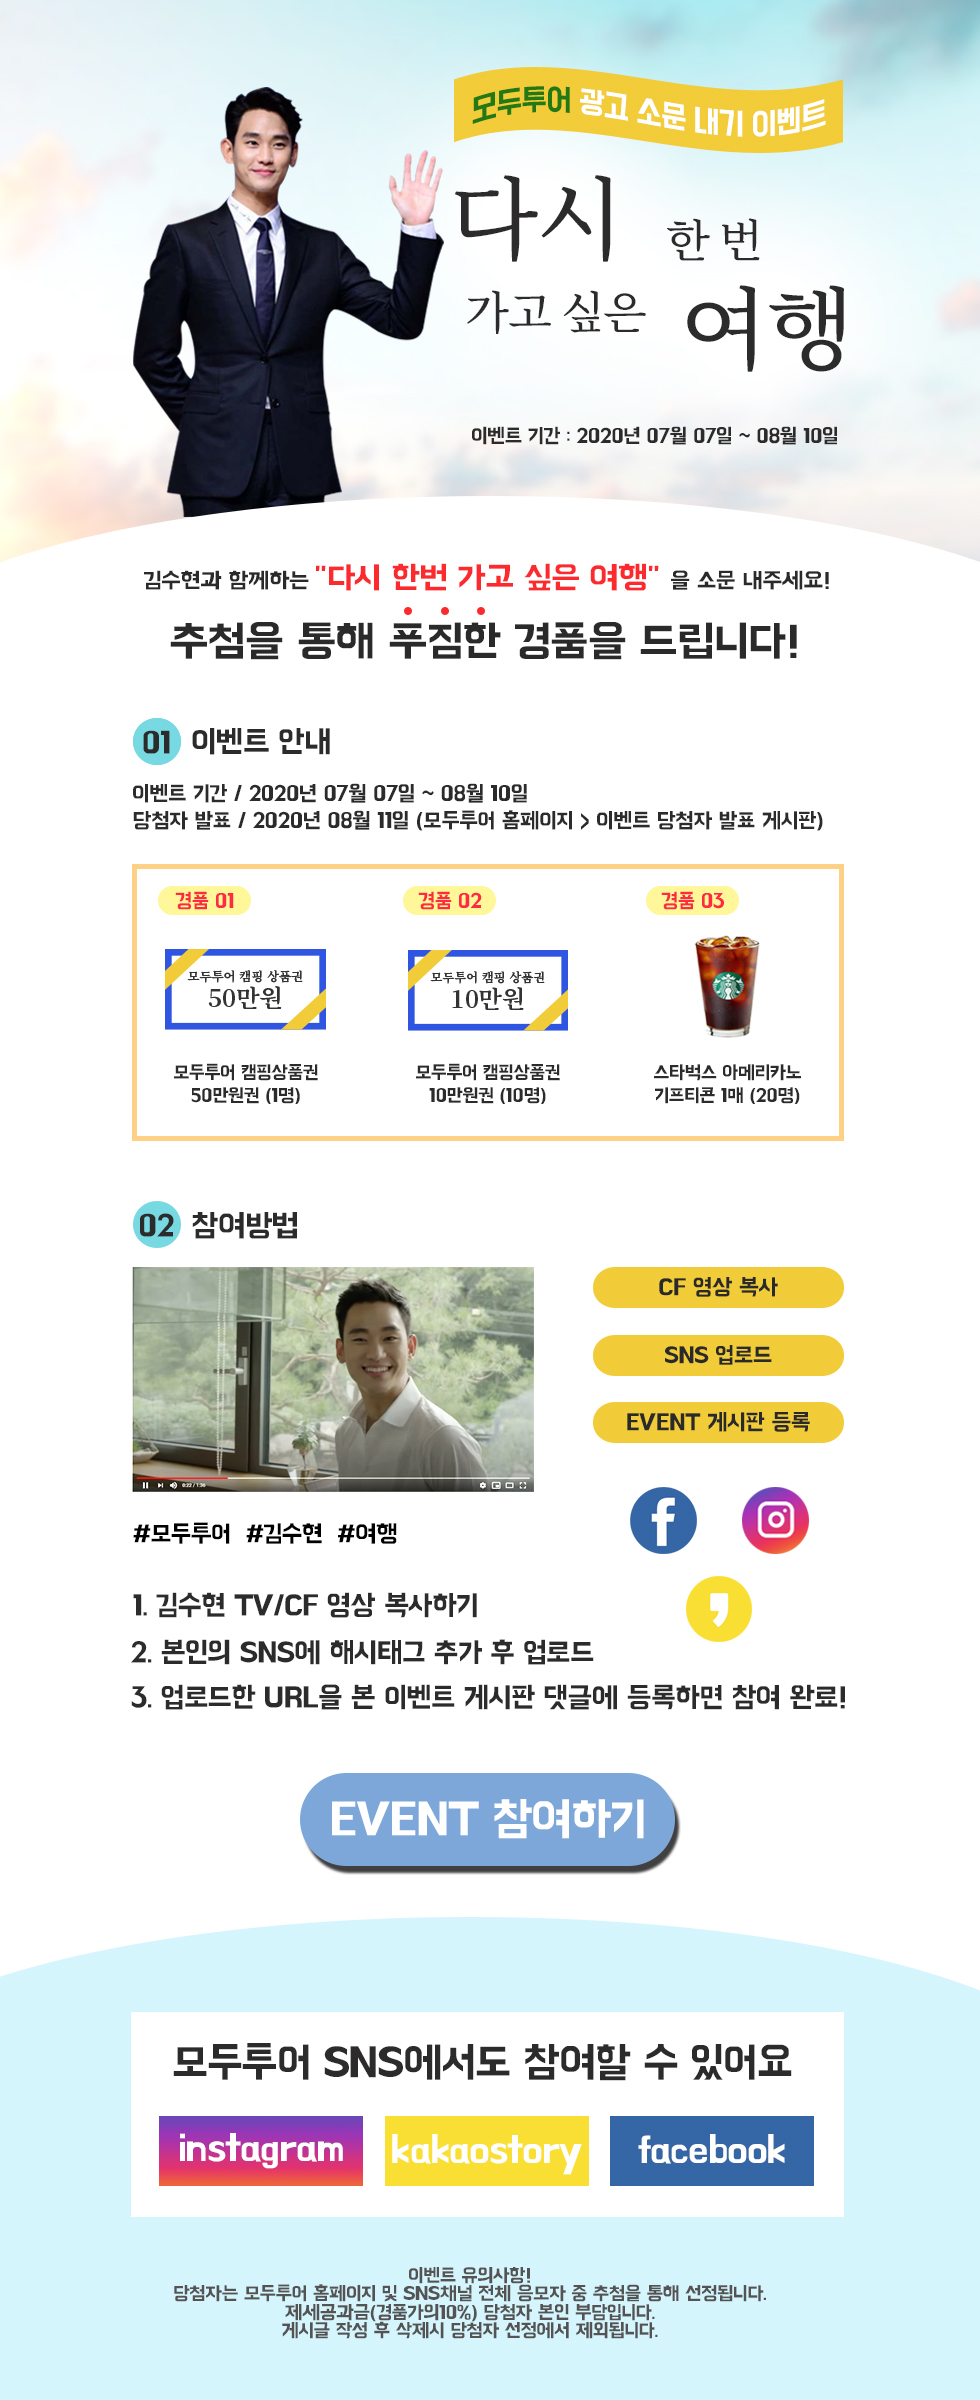 모두투어 광고 소문 내기 이벤트
다시 한 번
가고 싶은 여행
이벤트 기간 : 2020년 07월 07일 ~ 08월 10일
김수현과 함께하는 "다시 한번 가고 싶은 여행" 을 소문 내주세요!
추첨을 통해 푸짐한 경품을 드립니다!
01 이벤트 안내
이벤트 기간 / 2020년 07월 07일 ~ 08월 10일
당첨자 발표 / 2020년 08월 11일 (모두투어 홈페이지 > 이벤트 당첨자 발표 게시판)
경품 01
모두투어 캠핑 상품권
50만원
모두투어 캠핑상품권
50만원권 (1명)
경품 02
모두투어 캠핑 상품권
10만원
모두투어 캠핑상품권
10만원권 (10명)
경품 03
스타벅스 아메리카노
기프티콘 1매 (20명)
02 참여방법
0:22 / 1:36
CF 영상 복사
SNS 업로드
EVENT 게시판 등록
#모두투어 #김수현 #여행
1. 김수현 TV/CF 영상 복사하기
2. 본인의 SNS에 해시태그 추가 후 업로드
3. 업로드한 URL을 본 이벤트 게시판 댓글에 등록하면 참여 완료!
EVENT 참여하기
모두투어 SNS에서도 참여할 수 있어요
instagram
kakaostory
facebook
이벤트 유의사항!
당첨자는 모두투어 홈페이지 및 SNS채널 전체 응모자 중 추첨을 통해 선정됩니다.
제세공과금(경품가의10%) 당첨자 본인 부담입니다.
게시글 작성 후 삭제시 당첨자 선정에서 제외됩니다.